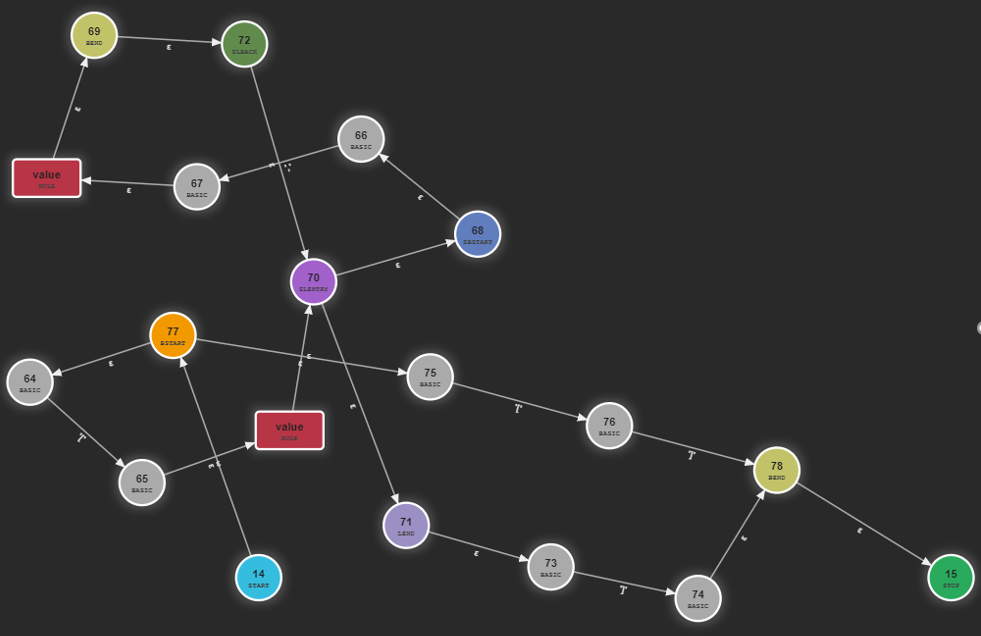 69
BEND
72
SLBACK
66
BASIC
value
RULE
67
BASIC
ε
ε
68
SBSTART
70
SLENTRY
ε
ε
77
BSTART
64
BASIC
ε
ε
75
BASIC
T
76
BASIC
T
value
RULE
T
65
BASIC
78
BEND
71
LEND
ε
73
BASIC
T
74
BASIC
ε
14
START
15
STOP